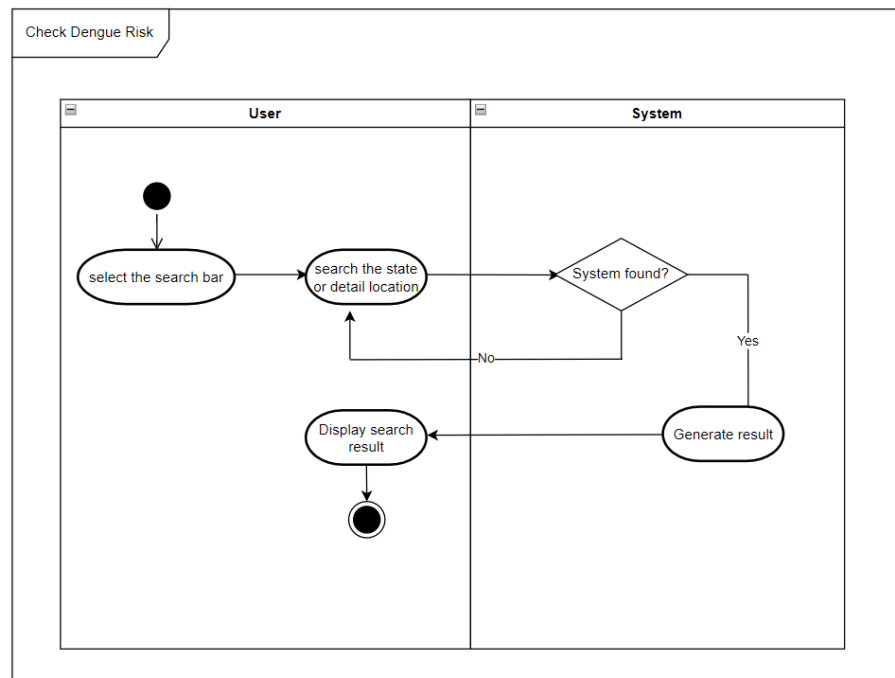 Check Dengue Risk
User
System
select the search bar
search the state
or detail location
System found?
Yes
No
Display search
result
Generate result